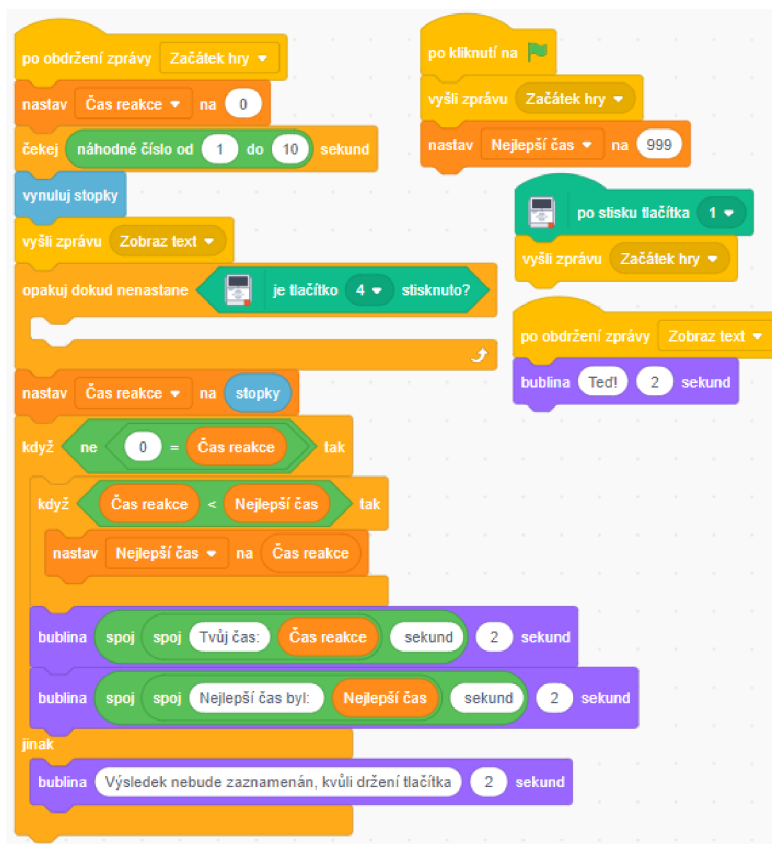 po obdržení zprávy Začátek hry
nastav Čas reakce na 0
čekej náhodné číslo od 1 do 10 sekund
vynuluj stopky
vyšli zprávu Zobraz text
opakuj dokud nenastane je tlačítko 4 stisknuto?
nastav Čas reakce na stopky
když ne 0 = Čas reakce tak
když Čas reakce < Nejlepší čas tak
nastav Nejlepší čas na Čas reakce
bublina spoj spoj Tvůj čas: Čas reakce sekund 2 sekund
bublina spoj spoj Nejlepší čas byl: Nejlepší čas sekund 2 sekund
jinak
bublina Výsledek nebude zaznamenán, kvůli držení tlačítka 2 sekund
po kliknutí na
vyšli zprávu Začátek hry
nastav Nejlepší čas na 999
po stisku tlačítka 1
vyšli zprávu Začátek hry
po obdržení zprávy Zobraz text
bublina Teď! 2 sekund